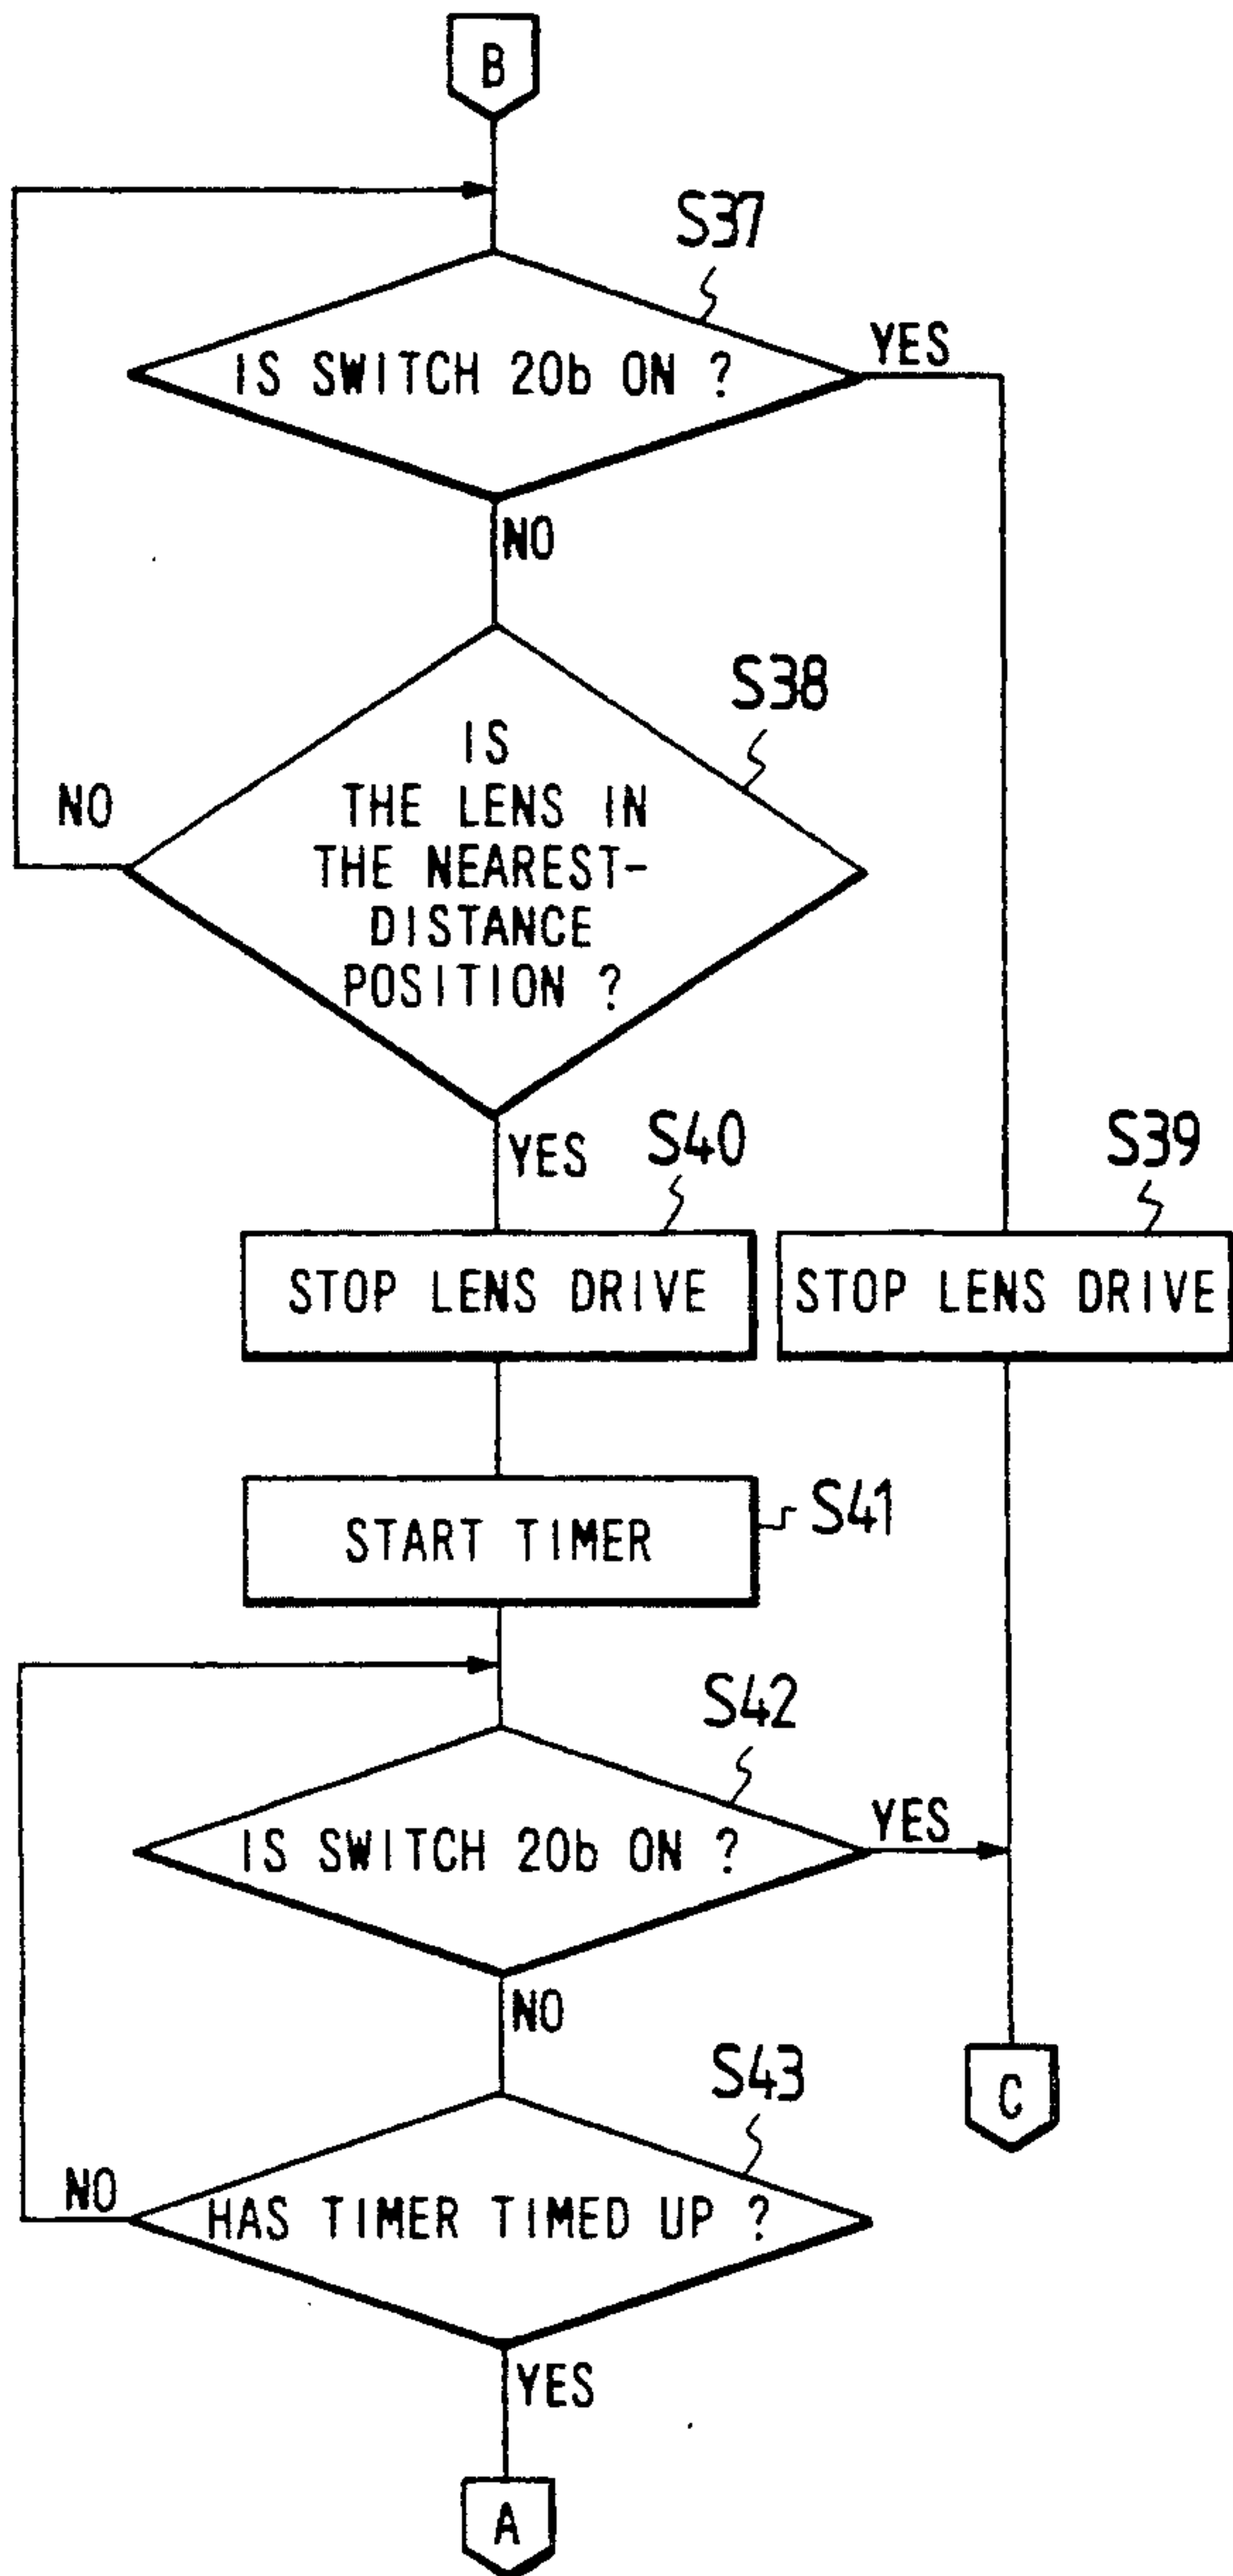 B
S37
IS SWITCH 20b ON ?
YES
NO
S38
IS
THE LENS IN
THE NEAREST-
DISTANCE
POSITION ?
NO
YES
S40
S39
STOP LENS DRIVE
STOP LENS DRIVE
START TIMER
S41
S42
IS SWITCH 20b ON ?
YES
NO
S43
C
HAS TIMER TIMED UP ?
NO
YES
A